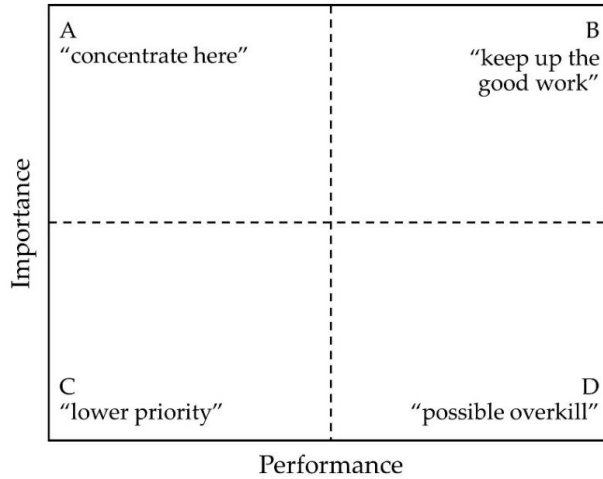 A
“concentrate here”
B
“keep up the
good work”
Importance
C
“lower priority”
D
“possible overkill”
Performance